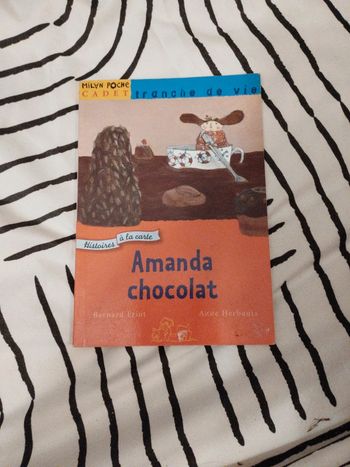 MiLAN POCHE
CADET
tranche de vie
Histoires à la carte
Amanda
chocolat
Bernard Friot Anne Herbauts